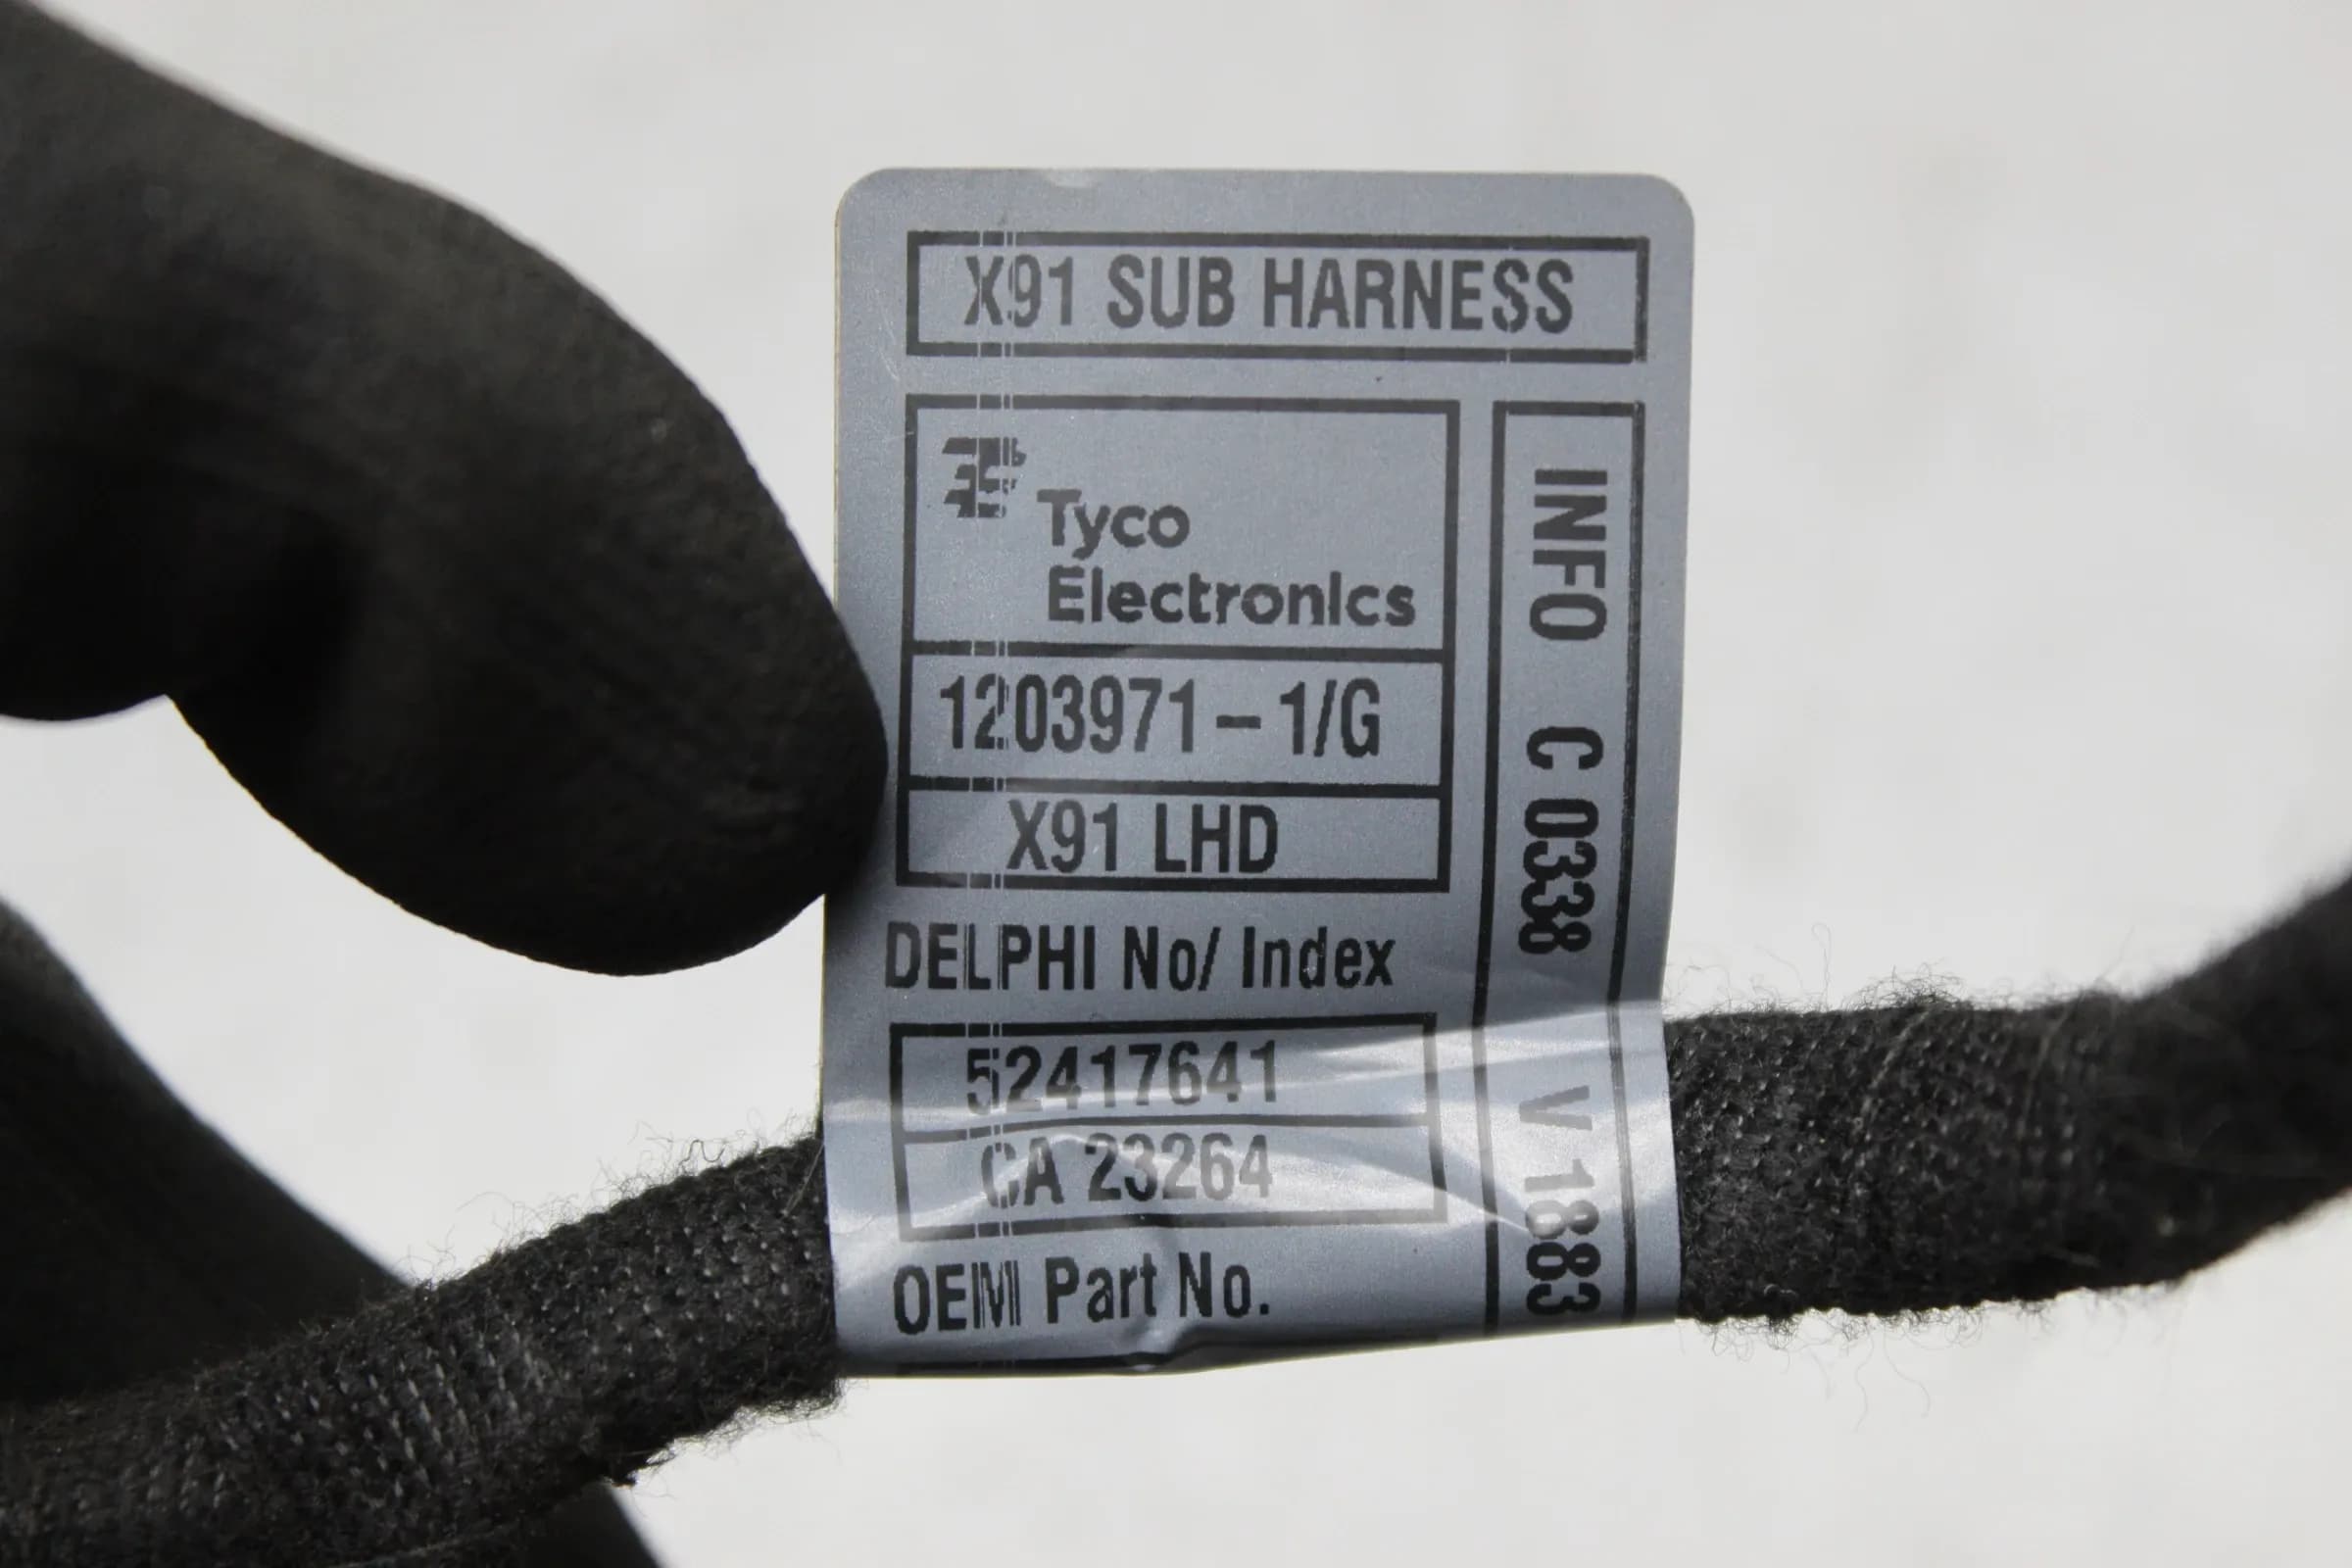 X91 SUB HARNESS
Tyco
Electronics
1203971-1/G
X91 LHD
DELPHI No/ Index
52417641
CA 23264
OEM Part No.
INFO C 0338 V 1883